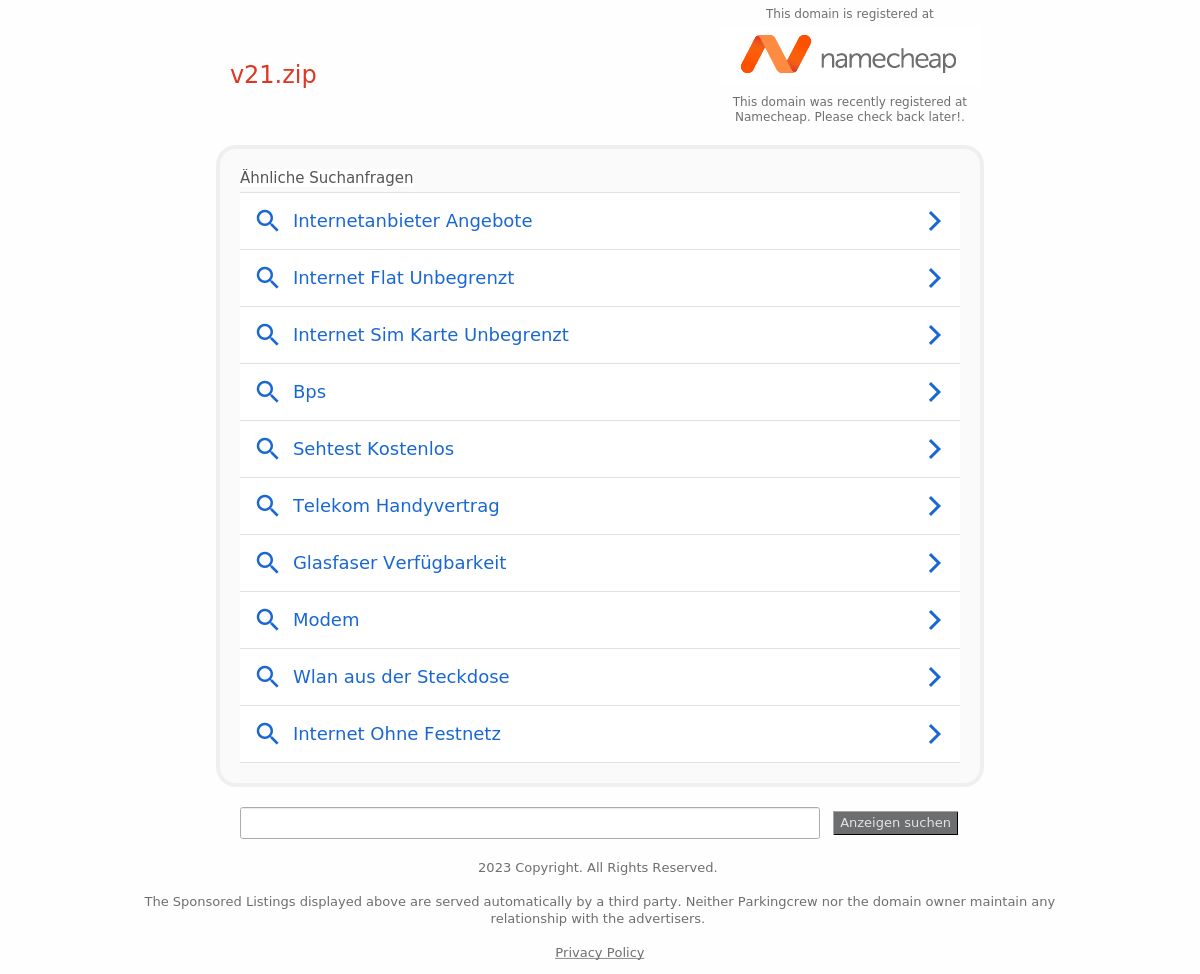 This domain is registered at
namecheap
v21.zip
This domain was recently registered at
Namecheap. Please check back later!.
Ähnliche Suchanfragen
Internetanbieter Angebote
Internet Flat Unbegrenzt
Internet Sim Karte Unbegrenzt
Bps
Sehtest Kostenlos
Telekom Handyvertrag
Glasfaser Verfügbarkeit
Modem
Wlan aus der Steckdose
Internet Ohne Festnetz
Anzeigen suchen
2023 Copyright. All Rights Reserved.
The Sponsored Listings displayed above are served automatically by a third party. Neither Parkingcrew nor the domain owner maintain any
relationship with the advertisers.
Privacy Policy